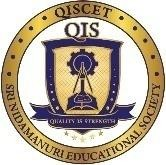 QISCET
QIS
QUALITY IS STRENGTH
SRI NIDAMANURI EDUCATIONAL SOCIETY